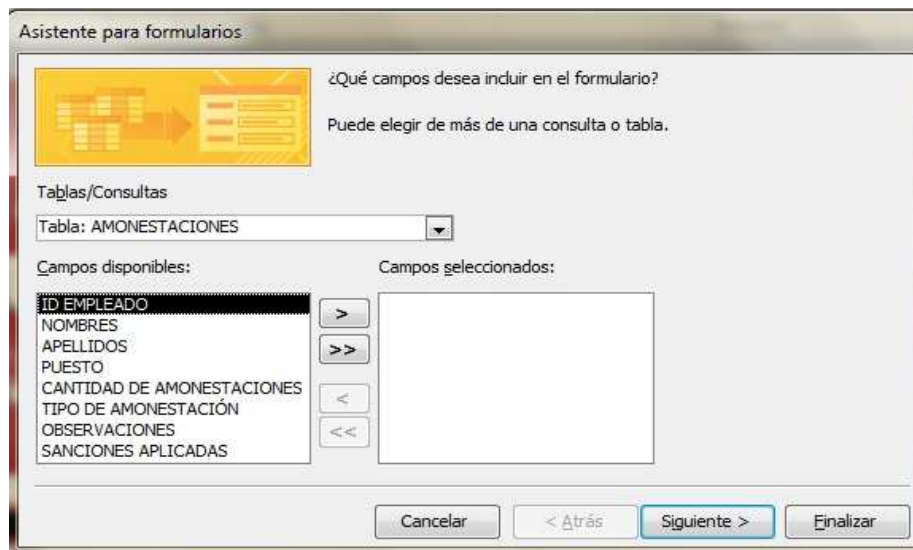 Asistente para formularios
¿Qué campos desea incluir en el formulario?
Puede elegir de más de una consulta o tabla.
Tablas/Consultas
Tabla: AMONESTACIONES
Campos disponibles:
Campos seleccionados:
ID EMPLEADO
NOMBRES
APELLIDOS
PUESTO
CANTIDAD DE AMONESTACIONES
TIPO DE AMONESTACIÓN
OBSERVACIONES
SANCIONES APLICADAS
>
>>
<
<<
Cancelar
< Atrás
Siguiente >
Finalizar